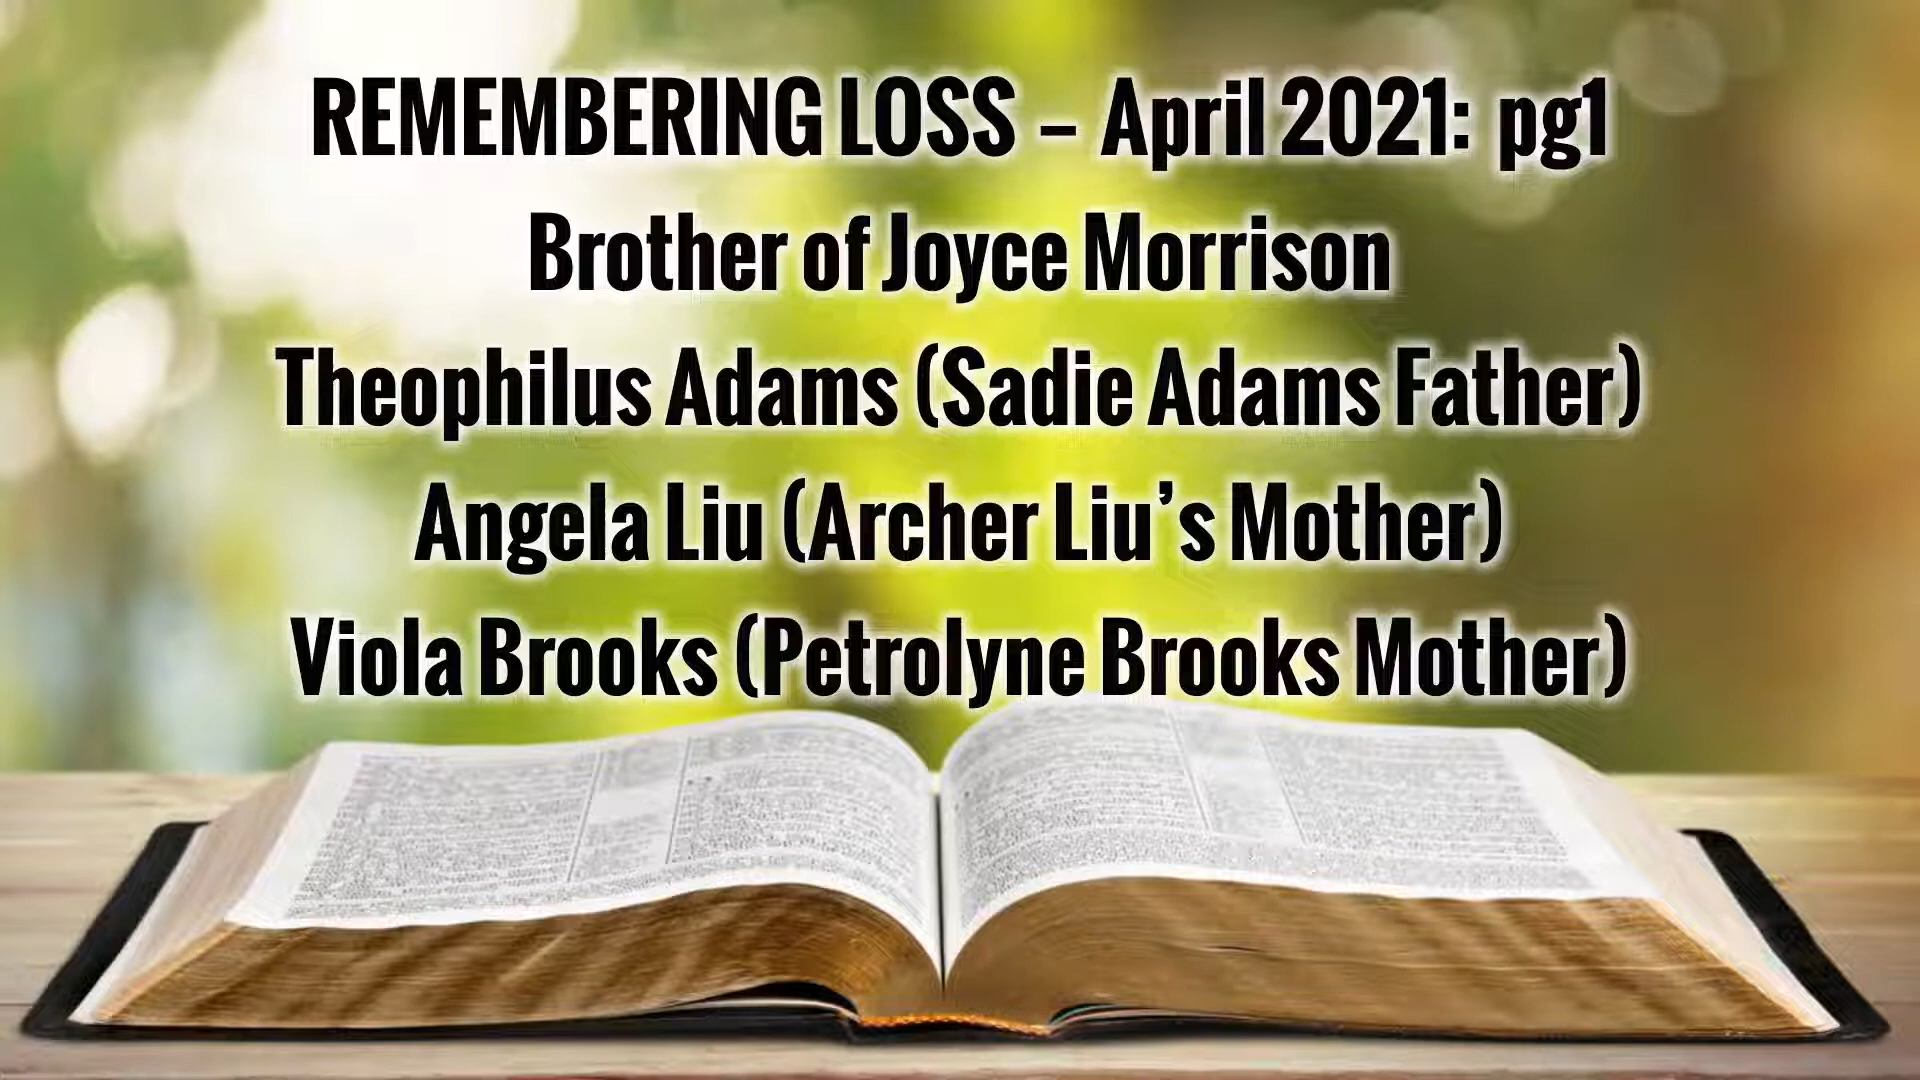 REMEMBERING LOSS – April 2021: pg1
Brother of Joyce Morrison
Theophilus Adams (Sadie Adams Father)
Angela Liu (Archer Liu’s Mother)
Viola Brooks (Petrolyne Brooks Mother)